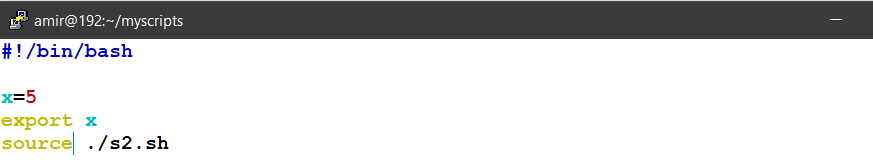 amir@192:~/myscripts
#!/bin/bash
x=5
export x
source ./s2.sh